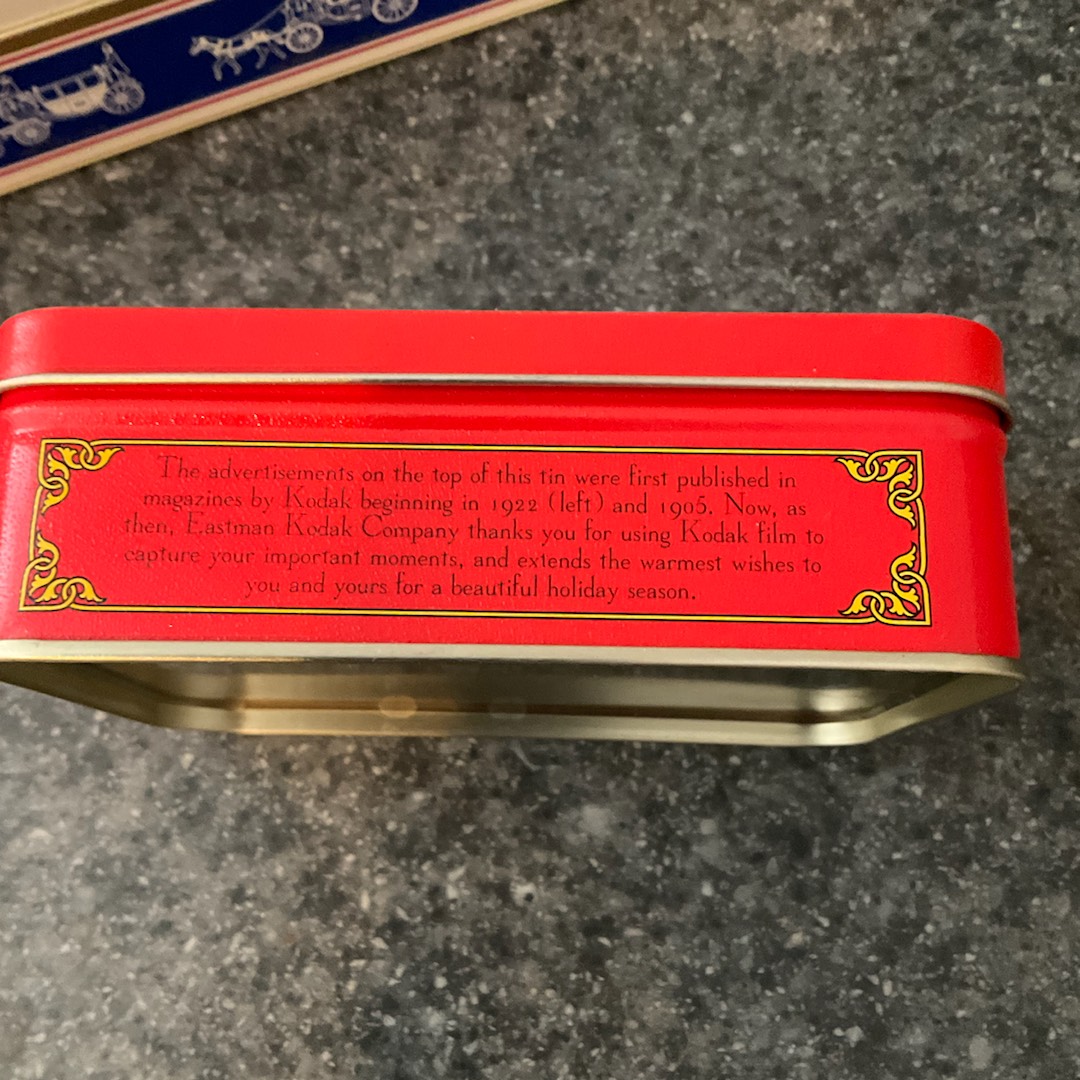 The advertisements on the top of this tin were first published in
magazines by Kodak beginning in 1922 (left) and 1905. Now, as
then, Eastman Kodak Company thanks you for using Kodak film to
capture your important moments, and extends the warmest wishes to
you and yours for a beautiful holiday season.